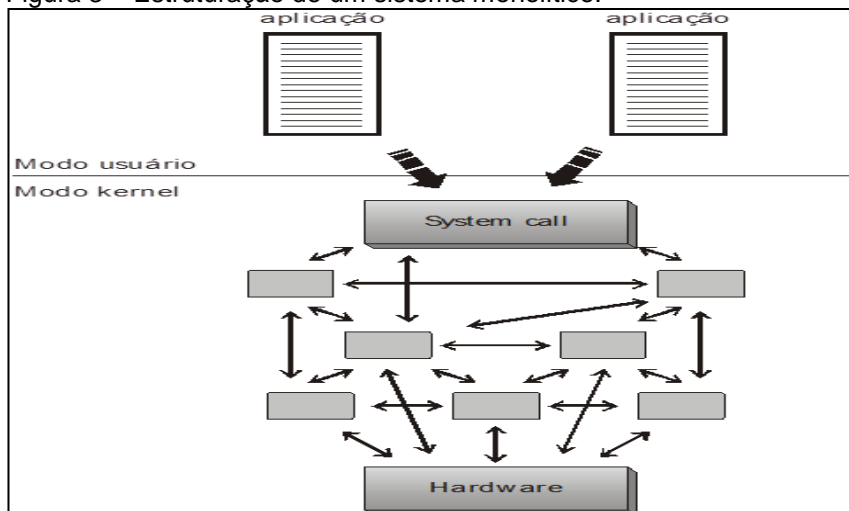 aplicação aplicação
Modo usuário
Modo kernel
System call
Hardware